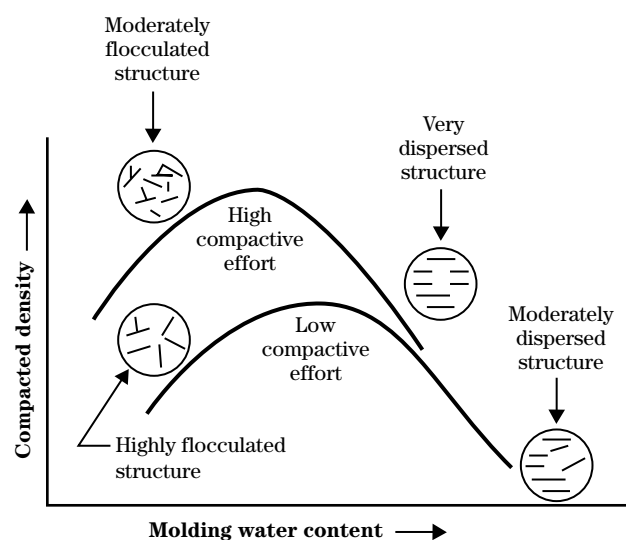 Moderately
flocculated
structure
Very
dispersed
structure
High
compactive
effort
Low
compactive
effort
Moderately
dispersed
structure
Highly flocculated
structure
Compacted density
Molding water content